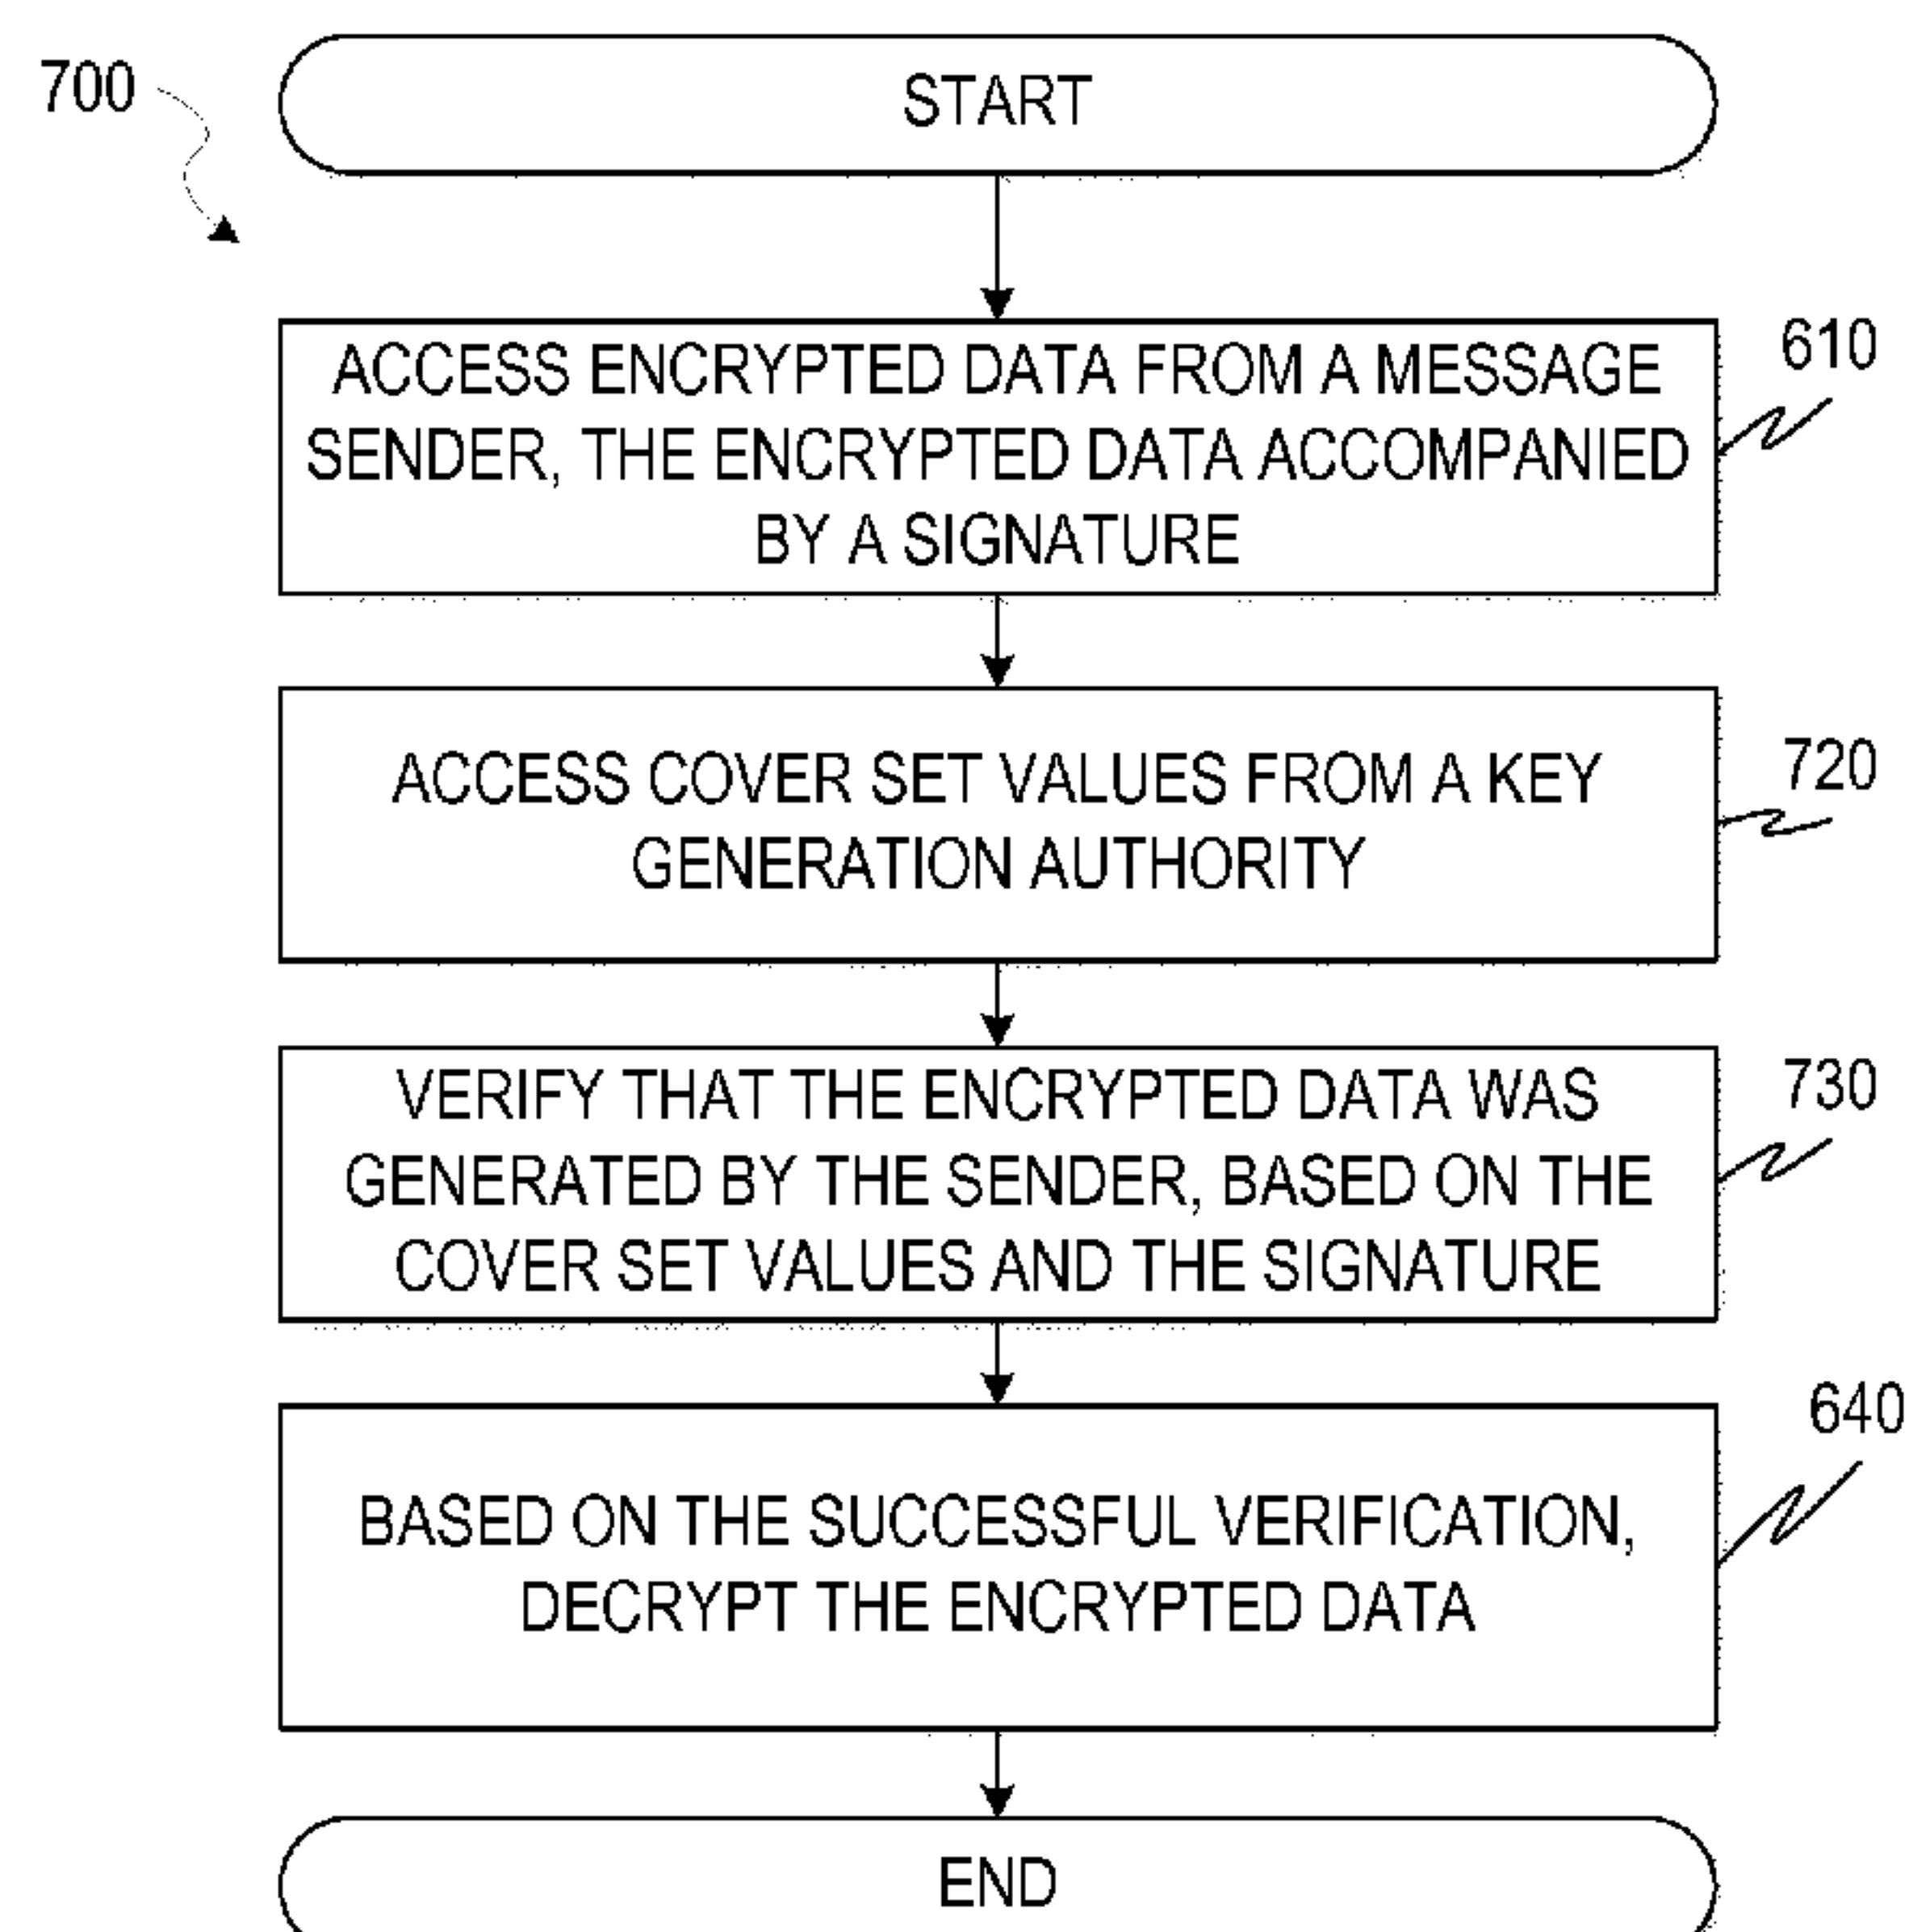 700
START
610
ACCESS ENCRYPTED DATA FROM A MESSAGE
SENDER, THE ENCRYPTED DATA ACCOMPANIED
BY A SIGNATURE
720
ACCESS COVER SET VALUES FROM A KEY
GENERATION AUTHORITY
730
VERIFY THAT THE ENCRYPTED DATA WAS
GENERATED BY THE SENDER, BASED ON THE
COVER SET VALUES AND THE SIGNATURE
640
BASED ON THE SUCCESSFUL VERIFICATION,
DECRYPT THE ENCRYPTED DATA
END